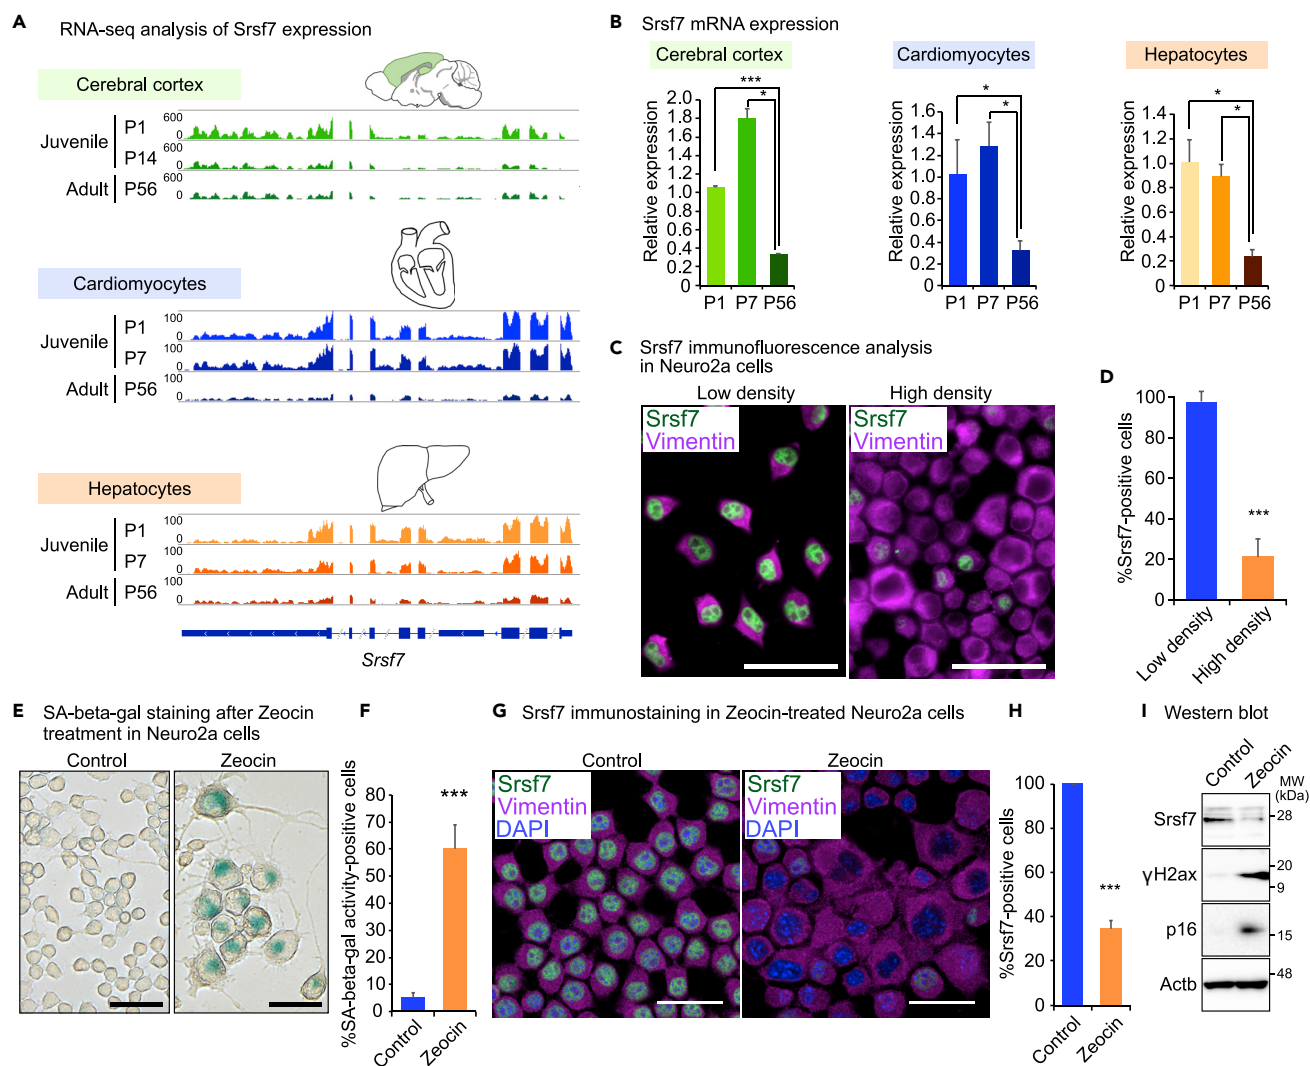 A
RNA-seq analysis of Srsf7 expression
Cerebral cortex
Juvenile
P1
600
0
P14
600
0
Adult
P56
600
0
Cardiomyocytes
Juvenile
P1
100
0
P7
100
0
Adult
P56
100
0
Hepatocytes
Juvenile
P1
100
0
P7
100
0
Adult
P56
100
0
Srsf7
B
Srsf7 mRNA expression
Cerebral cortex
Relative expression
2.0
1.8
1.6
1.4
1.2
1.0
0.8
0.6
0.4
0.2
0
***
*
P1 P7 P56
Cardiomyocytes
Relative expression
1.6
1.4
1.2
1.0
0.8
0.6
0.4
0.2
0
*
*
P1 P7 P56
Hepatocytes
Relative expression
1.4
1.2
1.0
0.8
0.6
0.4
0.2
0
*
*
P1 P7 P56
C
Srsf7 immunofluorescence analysis
in Neuro2a cells
Low density
Srsf7
Vimentin
High density
Srsf7
Vimentin
D
%Srsf7-positive cells
100
80
60
40
20
0
***
Low density
High density
E
SA-beta-gal staining after Zeocin
treatment in Neuro2a cells
Control
Zeocin
F
%SA-beta-gal activity-positive cells
80
70
60
50
40
30
20
10
0
***
Control
Zeocin
G
Srsf7 immunostaining in Zeocin-treated Neuro2a cells
Control
Srsf7
Vimentin
DAPI
Zeocin
Srsf7
Vimentin
DAPI
H
%Srsf7-positive cells
100
80
60
40
20
0
***
Control
Zeocin
I
Western blot
Control
Zeocin
MW
(kDa)
Srsf7
28
γH2ax
20
9
p16
15
Actb
48